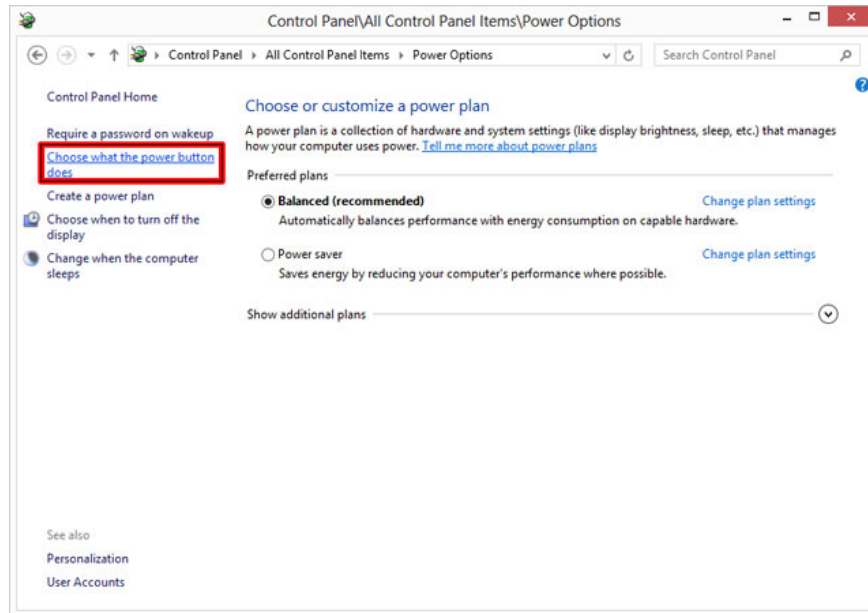 Control Panel\All Control Panel Items\Power Options
Control Panel All Control Panel Items Power Options
Search Control Panel
Control Panel Home
Require a password on wakeup
Choose what the power button
does
Create a power plan
Choose when to turn off the
display
Change when the computer
sleeps
Choose or customize a power plan
A power plan is a collection of hardware and system settings (like display brightness, sleep, etc.) that manages
how your computer uses power. Tell me more about power plans
Preferred plans
Balanced (recommended) Change plan settings
Automatically balances performance with energy consumption on capable hardware.
Power saver Change plan settings
Saves energy by reducing your computer's performance where possible.
Show additional plans
See also
Personalization
User Accounts